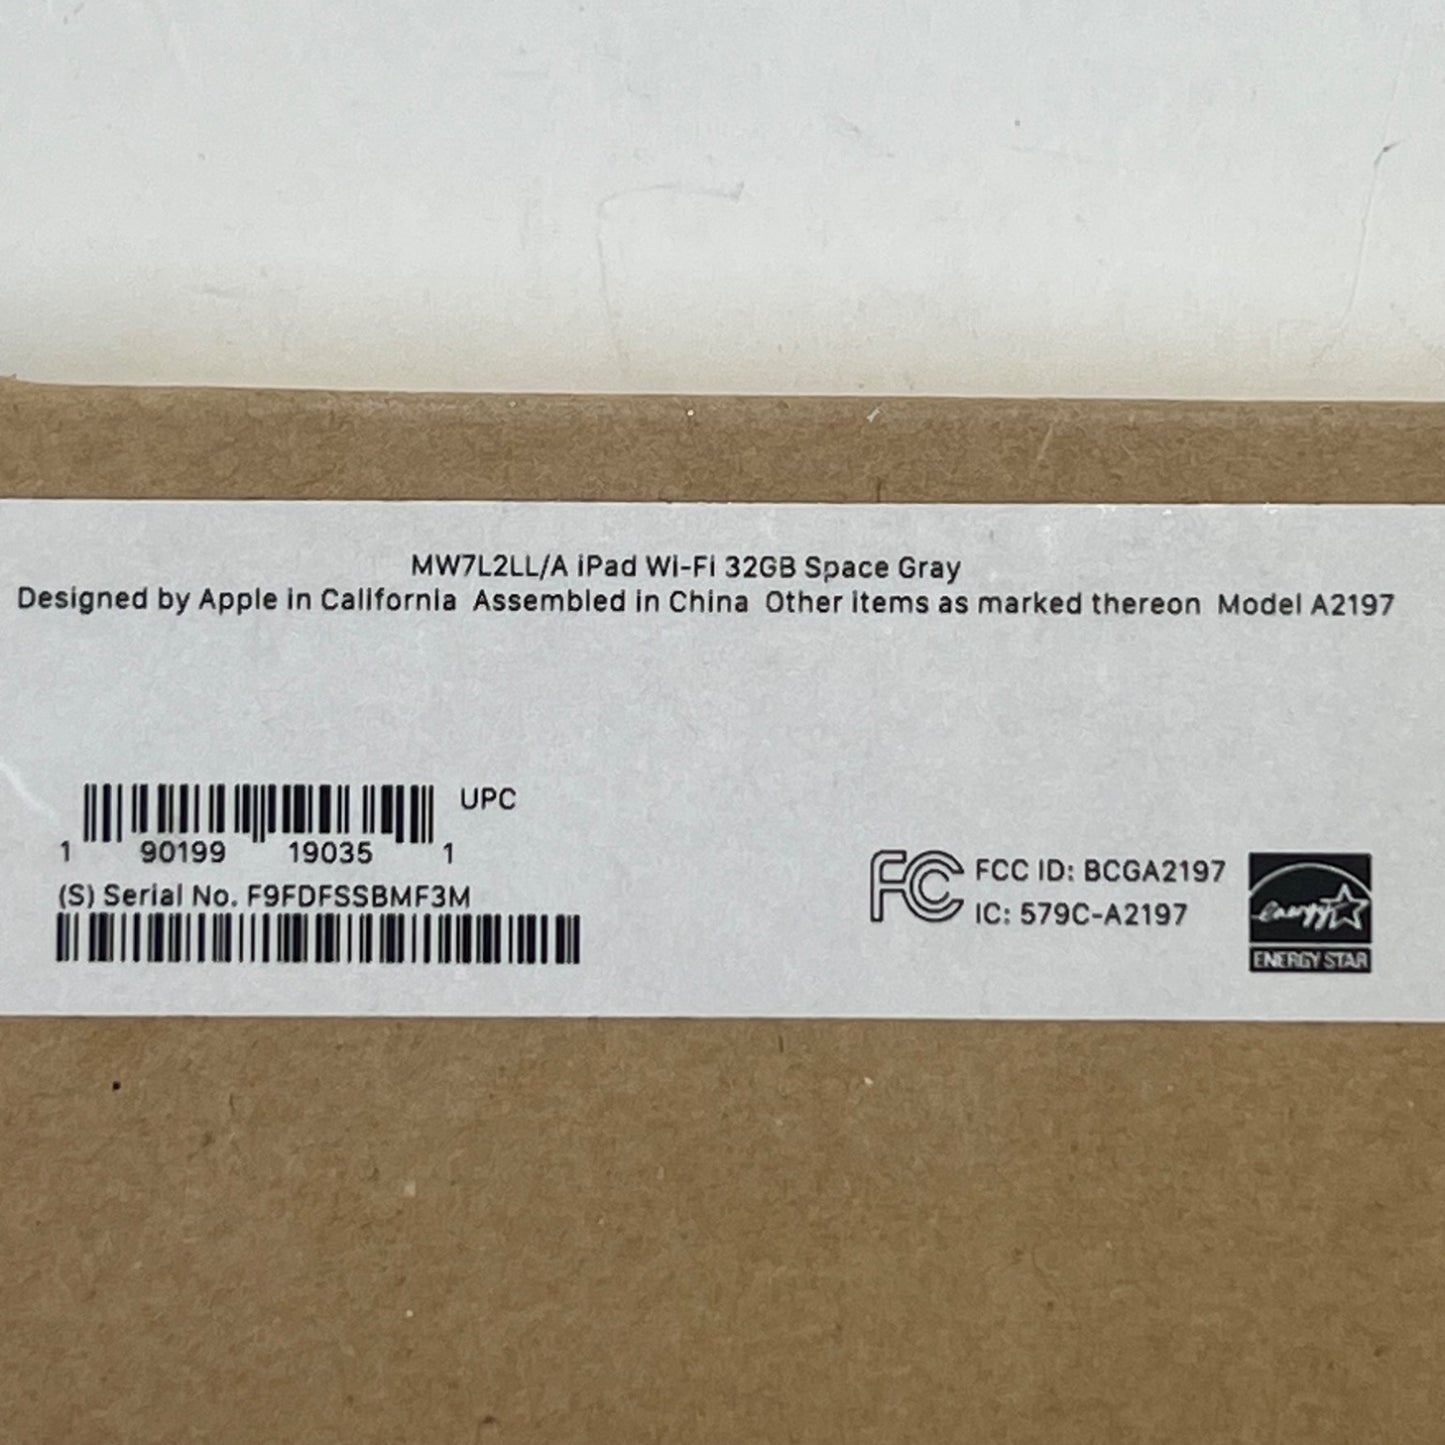 MW7L2LL/A iPad Wi-Fi 32GB Space Gray
Designed by Apple in California Assembled in China Other items as marked thereon Model A2197
UPC
1 90199 19035 1
(S) Serial No. F9FDFSSBMF3M
FC FCC ID: BCGA2197
IC: 579C-A2197
energy
ENERGY STAR